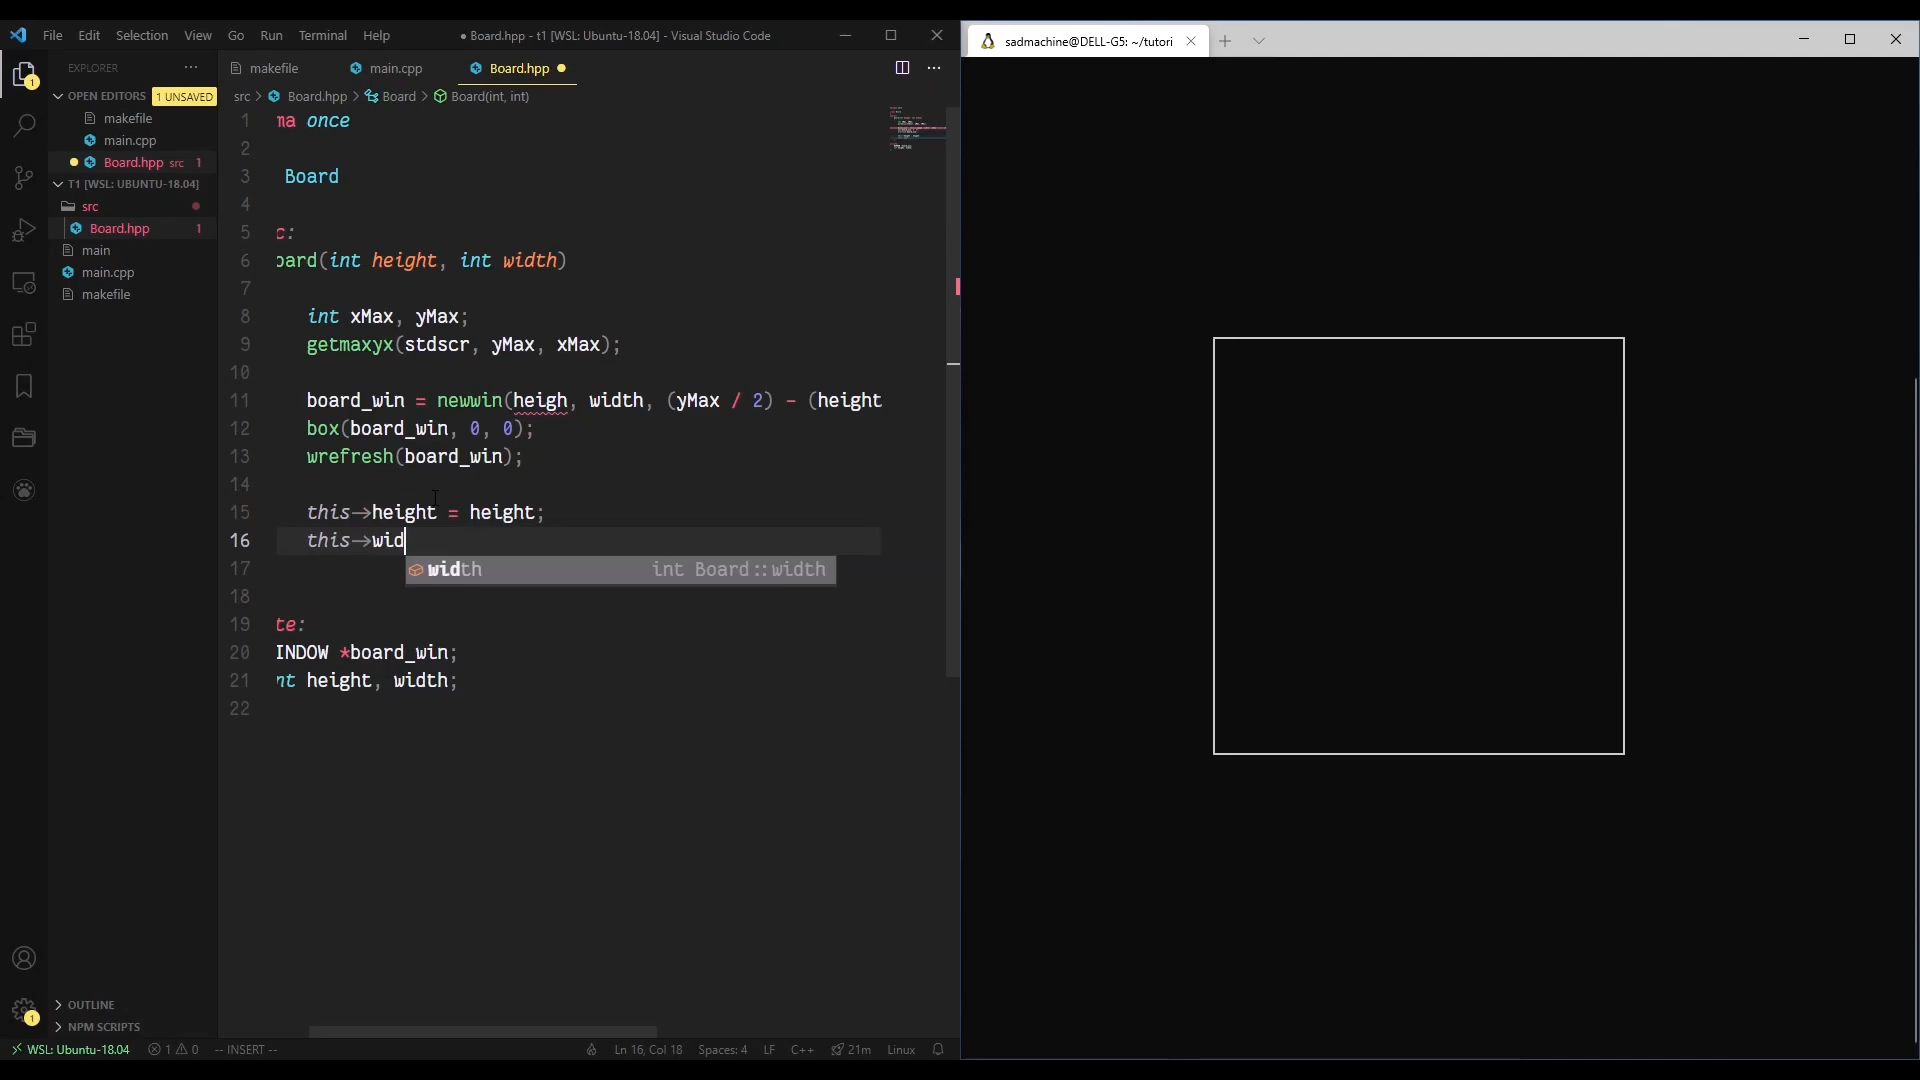 File Edit Selection View Go Run Terminal Help
● Board.hpp - t1 [WSL: Ubuntu-18.04] - Visual Studio Code
sadmachine@DELL-G5: ~/tutori
EXPLORER
makefile main.cpp Board.hpp
OPEN EDITORS 1 UNSAVED
makefile
main.cpp
Board.hpp src 1
T1 [WSL: UBUNTU-18.04]
src
Board.hpp 1
main
main.cpp
makefile
src > Board.hpp > Board > Board(int, int)
1 ma once
2
3 Board
4
5 c:
6 oard(int height, int width)
7
8 int xMax, yMax;
9 getmaxyx(stdscr, yMax, xMax);
10
11 board_win = newwin(heigh, width, (yMax / 2) - (height
12 box(board_win, 0, 0);
13 wrefresh(board_win);
14
15 this->height = height;
16 this->wid
width int Board::width
17
18
19 te:
20 INDOW *board_win;
21 nt height, width;
22
OUTLINE
NPM SCRIPTS
1
1
WSL: Ubuntu-18.04 1 0 -- INSERT -- Ln 16, Col 18 Spaces: 4 LF C++ 21m Linux